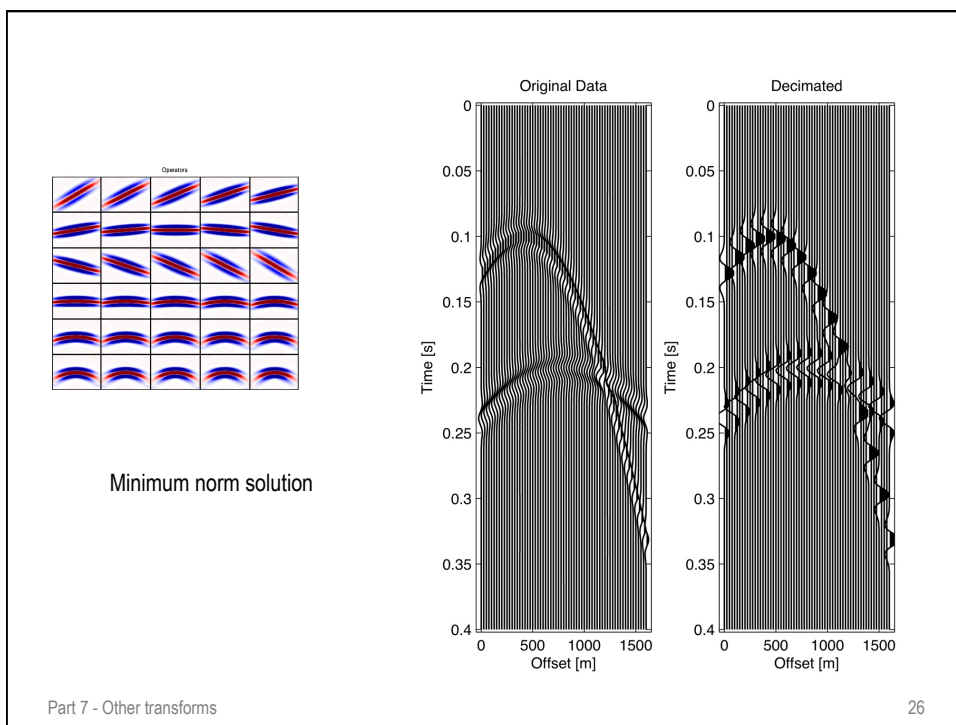 Operators
Minimum norm solution
Original Data
Time [s]
0
0.05
0.1
0.15
0.2
0.25
0.3
0.35
0.4
0 500 1000 1500
Offset [m]
Decimated
Time [s]
0
0.05
0.1
0.15
0.2
0.25
0.3
0.35
0.4
0 500 1000 1500
Offset [m]
Part 7 - Other transforms
26